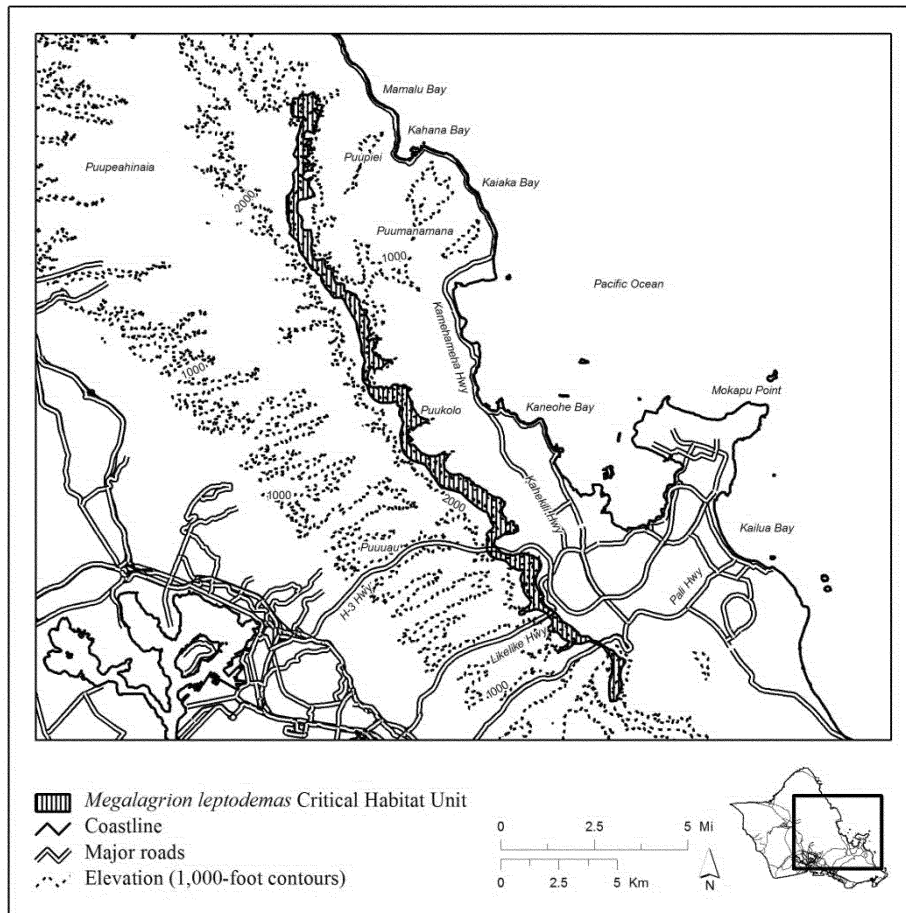 Mamalu Bay
Kahana Bay
Puupiei
Puupeahinaia
Kaiaka Bay
2000
Puumanamana
1000
Pacific Ocean
Kamehameha Hwy
1000
Mokapu Point
Puukolo
Kaneohe Bay
1000
2000
Kahekili Hwy
Kailua Bay
Puuuau
H-3 Hwy
Pali Hwy
Likelike Hwy
1000
Megalagrion leptodemas Critical Habitat Unit
Coastline
Major roads
Elevation (1,000-foot contours)
0 2.5 5 Mi
0 2.5 5 Km
N